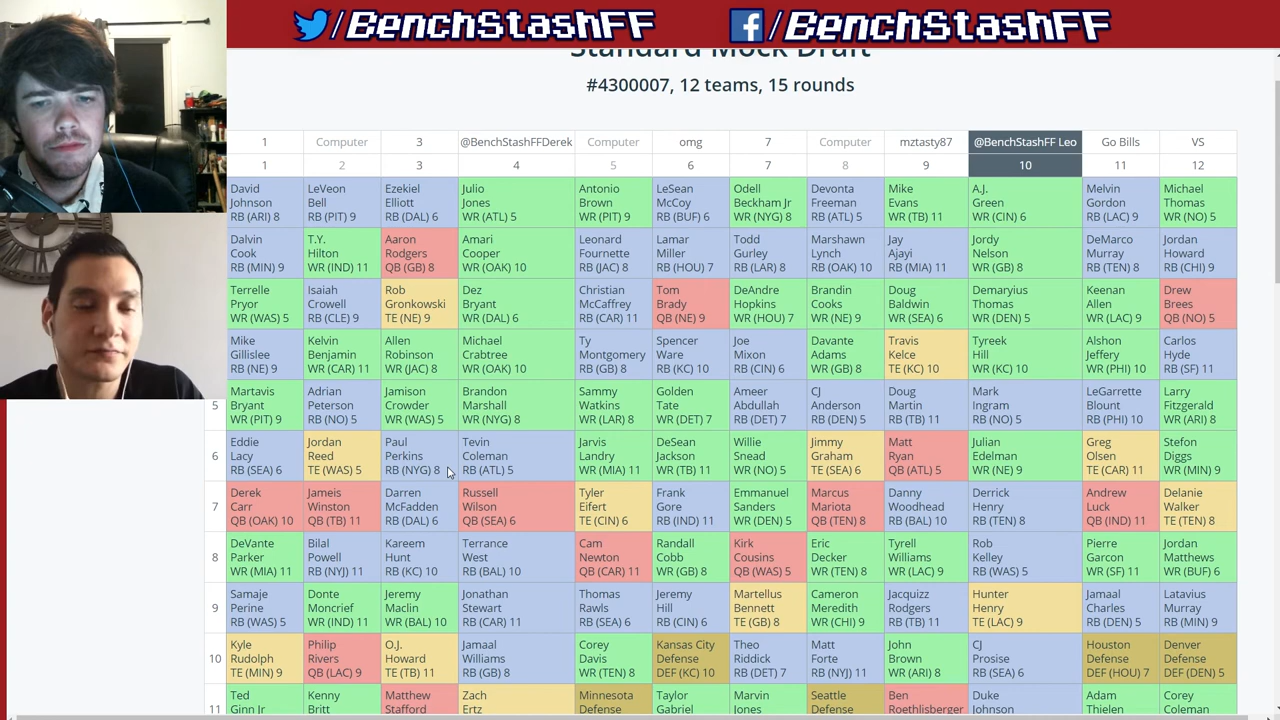 /BenchStashFF /BenchStashFF
Standard Mock Draft
#4300007, 12 teams, 15 rounds
1 Computer 3 @BenchStashFFDerek Computer omg 7 Computer mztasty87 @BenchStashFF Leo Go Bills VS
1 2 3 4 5 6 7 8 9 10 11 12
David LeVeon Ezekiel Julio Antonio LeSean Odell Devonta Mike A.J. Melvin Michael
Johnson Bell Elliott Jones Brown McCoy Beckham Jr Freeman Evans Green Gordon Thomas
RB (ARI) 8 RB (PIT) 9 RB (DAL) 6 WR (ATL) 5 WR (PIT) 9 RB (BUF) 6 WR (NYG) 8 RB (ATL) 5 WR (TB) 11 WR (CIN) 6 RB (LAC) 9 WR (NO) 5
Dalvin T.Y. Aaron Amari Leonard Lamar Todd Marshawn Jay Jordy DeMarco Jordan
Cook Hilton Rodgers Cooper Fournette Miller Gurley Lynch Ajayi Nelson Murray Howard
RB (MIN) 9 WR (IND) 11 QB (GB) 8 WR (OAK) 10 RB (JAC) 8 RB (HOU) 7 RB (LAR) 8 RB (OAK) 10 RB (MIA) 11 WR (GB) 8 RB (TEN) 8 RB (CHI) 9
Terrelle Isaiah Rob Dez Christian Tom DeAndre Brandin Doug Demaryius Keenan Drew
Pryor Crowell Gronkowski Bryant McCaffrey Brady Hopkins Cooks Baldwin Thomas Allen Brees
WR (WAS) 5 RB (CLE) 9 TE (NE) 9 WR (DAL) 6 RB (CAR) 11 QB (NE) 9 WR (HOU) 7 WR (NE) 9 WR (SEA) 6 WR (DEN) 5 WR (LAC) 9 QB (NO) 5
Mike Kelvin Allen Michael Ty Spencer Joe Davante Travis Tyreek Alshon Carlos
Gillislee Benjamin Robinson Crabtree Montgomery Ware Mixon Adams Kelce Hill Jeffery Hyde
RB (NE) 9 WR (CAR) 11 WR (JAC) 8 WR (OAK) 10 RB (GB) 8 RB (KC) 10 RB (CIN) 6 WR (GB) 8 TE (KC) 10 WR (KC) 10 WR (PHI) 10 RB (SF) 11
Martavis Adrian Jamison Brandon Sammy Golden Ameer CJ Doug Mark LeGarrette Larry
5 Bryant Peterson Crowder Marshall Watkins Tate Abdullah Anderson Martin Ingram Blount Fitzgerald
WR (PIT) 9 RB (NO) 5 WR (WAS) 5 WR (NYG) 8 WR (LAR) 8 WR (DET) 7 RB (DET) 7 RB (DEN) 5 RB (TB) 11 RB (NO) 5 RB (PHI) 10 WR (ARI) 8
Eddie Jordan Paul Tevin Jarvis DeSean Willie Jimmy Matt Julian Greg Stefon
6 Lacy Reed Perkins Coleman Landry Jackson Snead Graham Ryan Edelman Olsen Diggs
RB (SEA) 6 TE (WAS) 5 RB (NYG) 8 RB (ATL) 5 WR (MIA) 11 WR (TB) 11 WR (NO) 5 TE (SEA) 6 QB (ATL) 5 WR (NE) 9 TE (CAR) 11 WR (MIN) 9
Derek Jameis Darren Russell Tyler Frank Emmanuel Marcus Danny Derrick Andrew Delanie
7 Carr Winston McFadden Wilson Eifert Gore Sanders Mariota Woodhead Henry Luck Walker
QB (OAK) 10 QB (TB) 11 RB (DAL) 6 QB (SEA) 6 TE (CIN) 6 RB (IND) 11 WR (DEN) 5 QB (TEN) 8 RB (BAL) 10 RB (TEN) 8 QB (IND) 11 TE (TEN) 8
DeVante Bilal Kareem Terrance Cam Randall Kirk Eric Tyrell Rob Pierre Jordan
8 Parker Powell Hunt West Newton Cobb Cousins Decker Williams Kelley Garcon Matthews
WR (MIA) 11 RB (NYJ) 11 RB (KC) 10 RB (BAL) 10 QB (CAR) 11 WR (GB) 8 QB (WAS) 5 WR (TEN) 8 WR (LAC) 9 RB (WAS) 5 WR (SF) 11 WR (BUF) 6
Samaje Donte Jeremy Jonathan Thomas Jeremy Martellus Cameron Jacquizz Hunter Jamaal Latavius
9 Perine Moncrief Maclin Stewart Rawls Hill Bennett Meredith Rodgers Henry Charles Murray
RB (WAS) 5 WR (IND) 11 WR (BAL) 10 RB (CAR) 11 RB (SEA) 6 RB (CIN) 6 TE (GB) 8 WR (CHI) 9 RB (TB) 11 TE (LAC) 9 RB (DEN) 5 RB (MIN) 9
Kyle Philip O.J. Jamaal Corey Kansas City Theo Matt John CJ Houston Denver
10 Rudolph Rivers Howard Williams Davis Defense Riddick Forte Brown Prosise Defense Defense
TE (MIN) 9 QB (LAC) 9 TE (TB) 11 RB (GB) 8 WR (TEN) 8 DEF (KC) 10 RB (DET) 7 RB (NYJ) 11 WR (ARI) 8 RB (SEA) 6 DEF (HOU) 7 DEF (DEN) 5
Ted Kenny Matthew Zach Minnesota Taylor Marvin Seattle Ben Duke Adam Corey
11 Ginn Jr Britt Stafford Ertz Defense Gabriel Jones Defense Roethlisberger Johnson Thielen Coleman